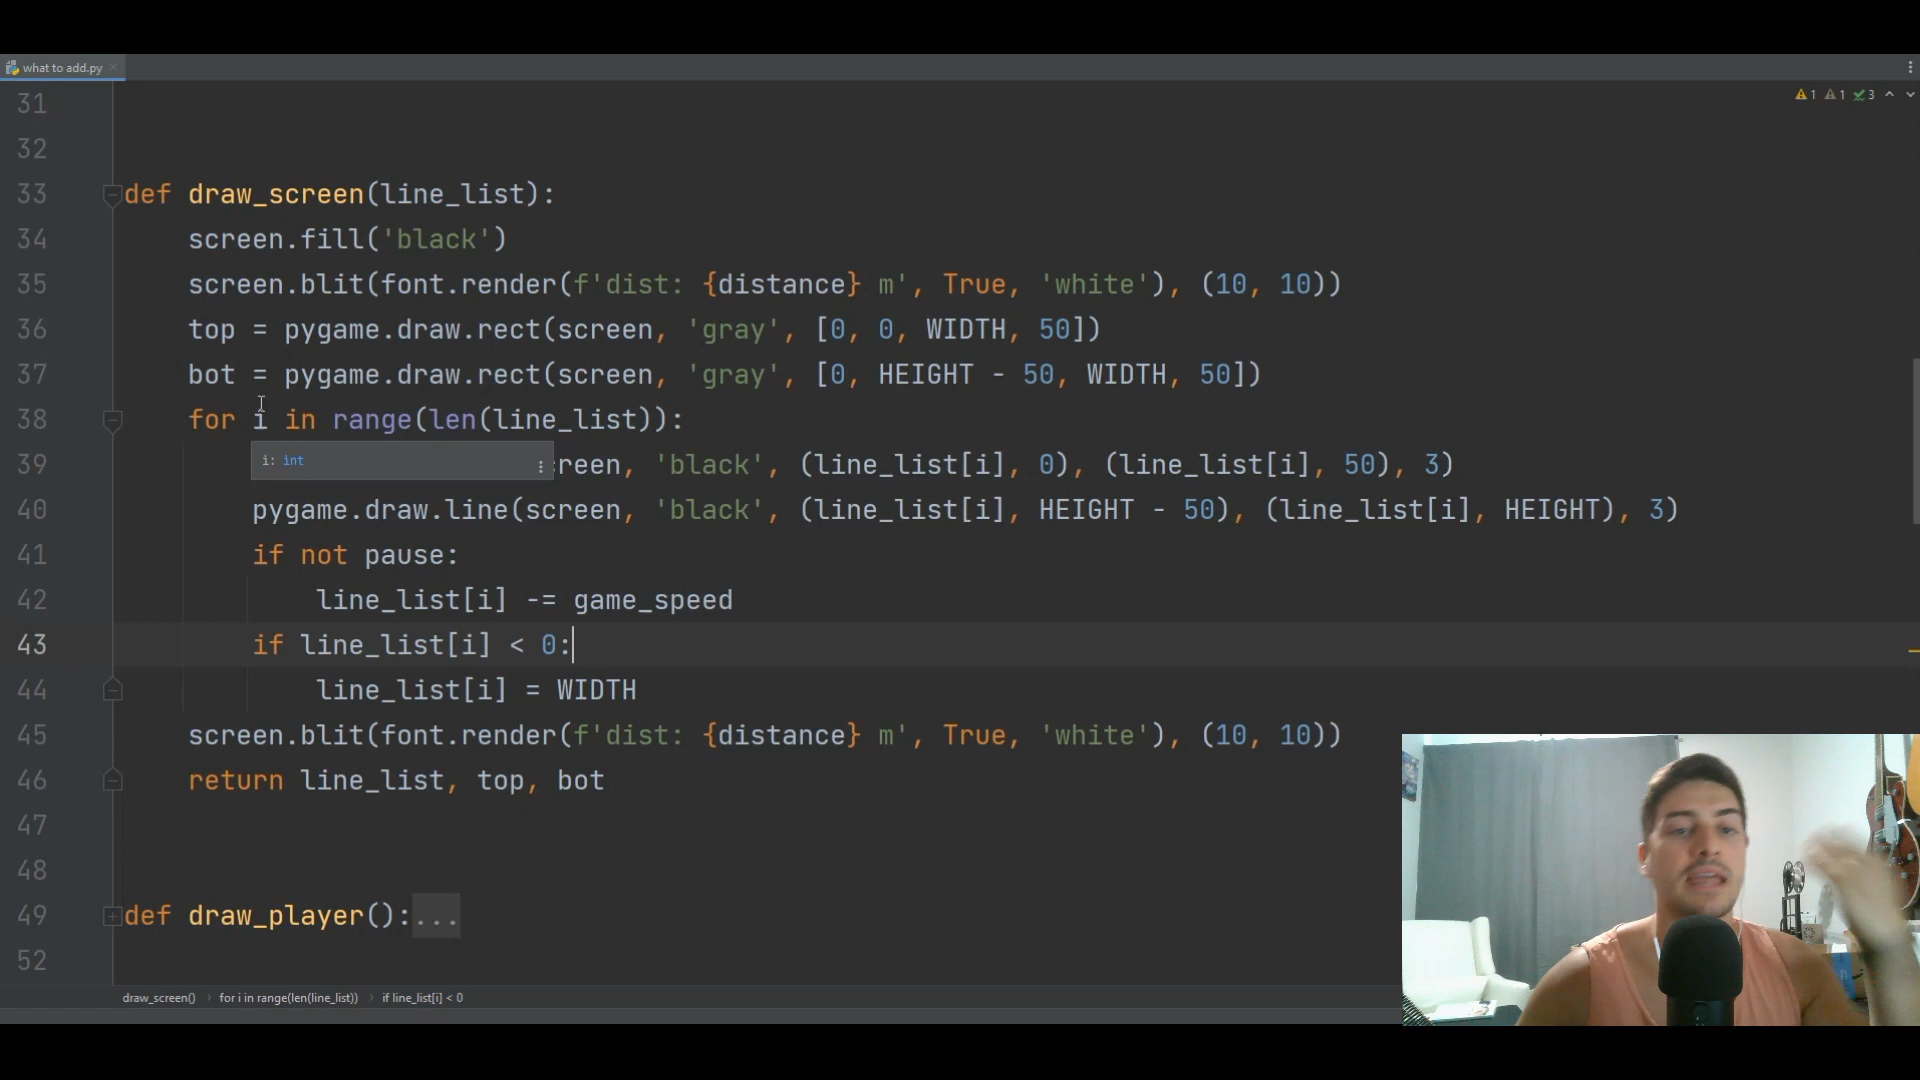 what to add.py
1 1 3
31
32
33 def draw_screen(line_list):
34 screen.fill('black')
35 screen.blit(font.render(f'dist: {distance} m', True, 'white'), (10, 10))
36 top = pygame.draw.rect(screen, 'gray', [0, 0, WIDTH, 50])
37 bot = pygame.draw.rect(screen, 'gray', [0, HEIGHT - 50, WIDTH, 50])
38 for i in range(len(line_list)):
i: int
39 reen, 'black', (line_list[i], 0), (line_list[i], 50), 3)
40 pygame.draw.line(screen, 'black', (line_list[i], HEIGHT - 50), (line_list[i], HEIGHT), 3)
41 if not pause:
42 line_list[i] -= game_speed
43 if line_list[i] < 0:
44 line_list[i] = WIDTH
45 screen.blit(font.render(f'dist: {distance} m', True, 'white'), (10, 10))
46 return line_list, top, bot
47
48
49 def draw_player():...
52
draw_screen() › for i in range(len(line_list)) › if line_list[i] < 0